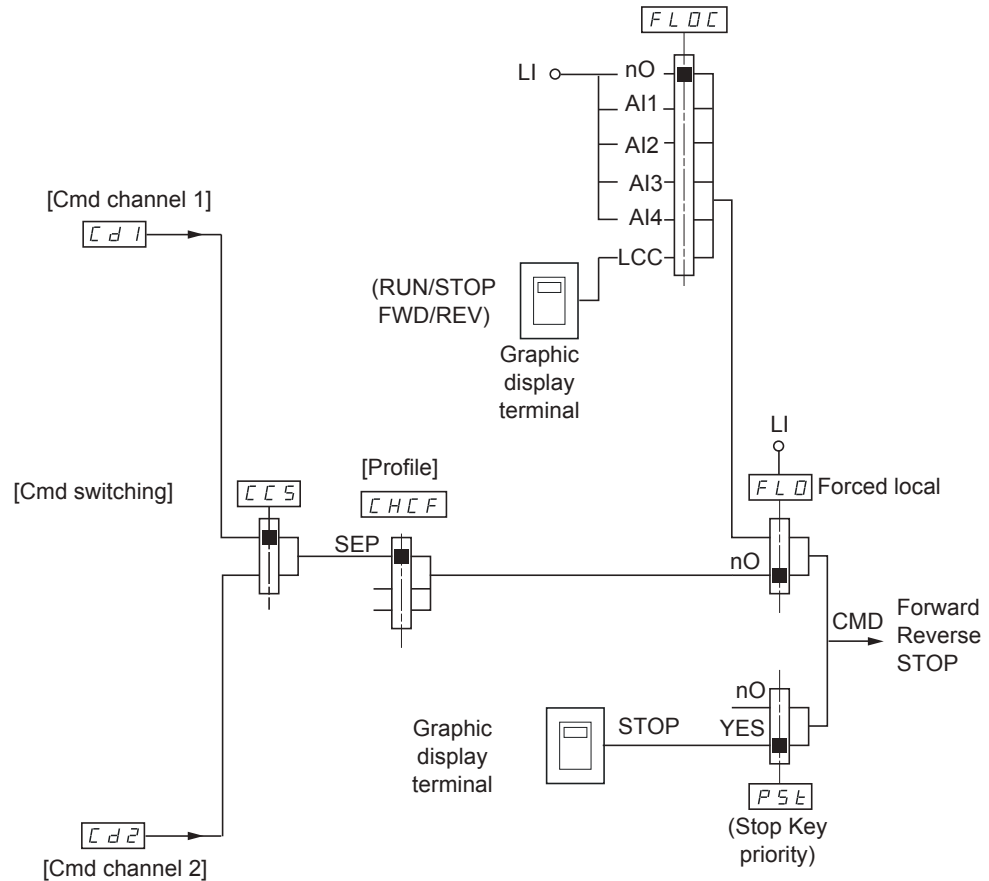 FLOC
LI
nO
AI1
AI2
AI3
AI4
LCC
[Cmd channel 1]
Cd1
(RUN/STOP
FWD/REV)
Graphic
display
terminal
LI
FLO
Forced local
[Profile]
CHCF
[Cmd switching]
CCS
SEP
nO
CMD
Forward
Reverse
STOP
nO
YES
STOP
Graphic
display
terminal
PSt
(Stop Key
priority)
Cd2
[Cmd channel 2]